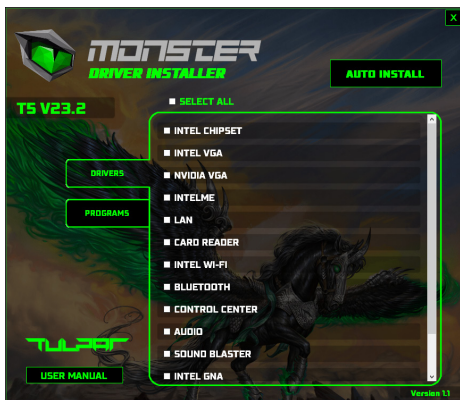 X
MONSTER
DRIVER INSTALLER
AUTO INSTALL
T5 V23.2
SELECT ALL
DRIVERS
PROGRAMS
INTEL CHIPSET
INTEL VGA
NVIDIA VGA
INTELME
LAN
CARD READER
INTEL WI-FI
BLUETOOTH
CONTROL CENTER
AUDIO
SOUND BLASTER
INTEL GNA
TULPAR
USER MANUAL
Version 1.1